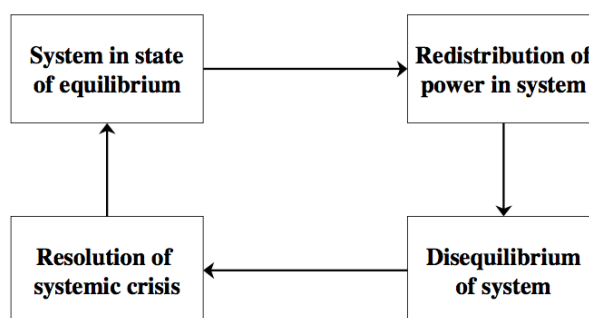 System in state
of equilibrium
Redistribution of
power in system
Resolution of
systemic crisis
Disequilibrium
of system